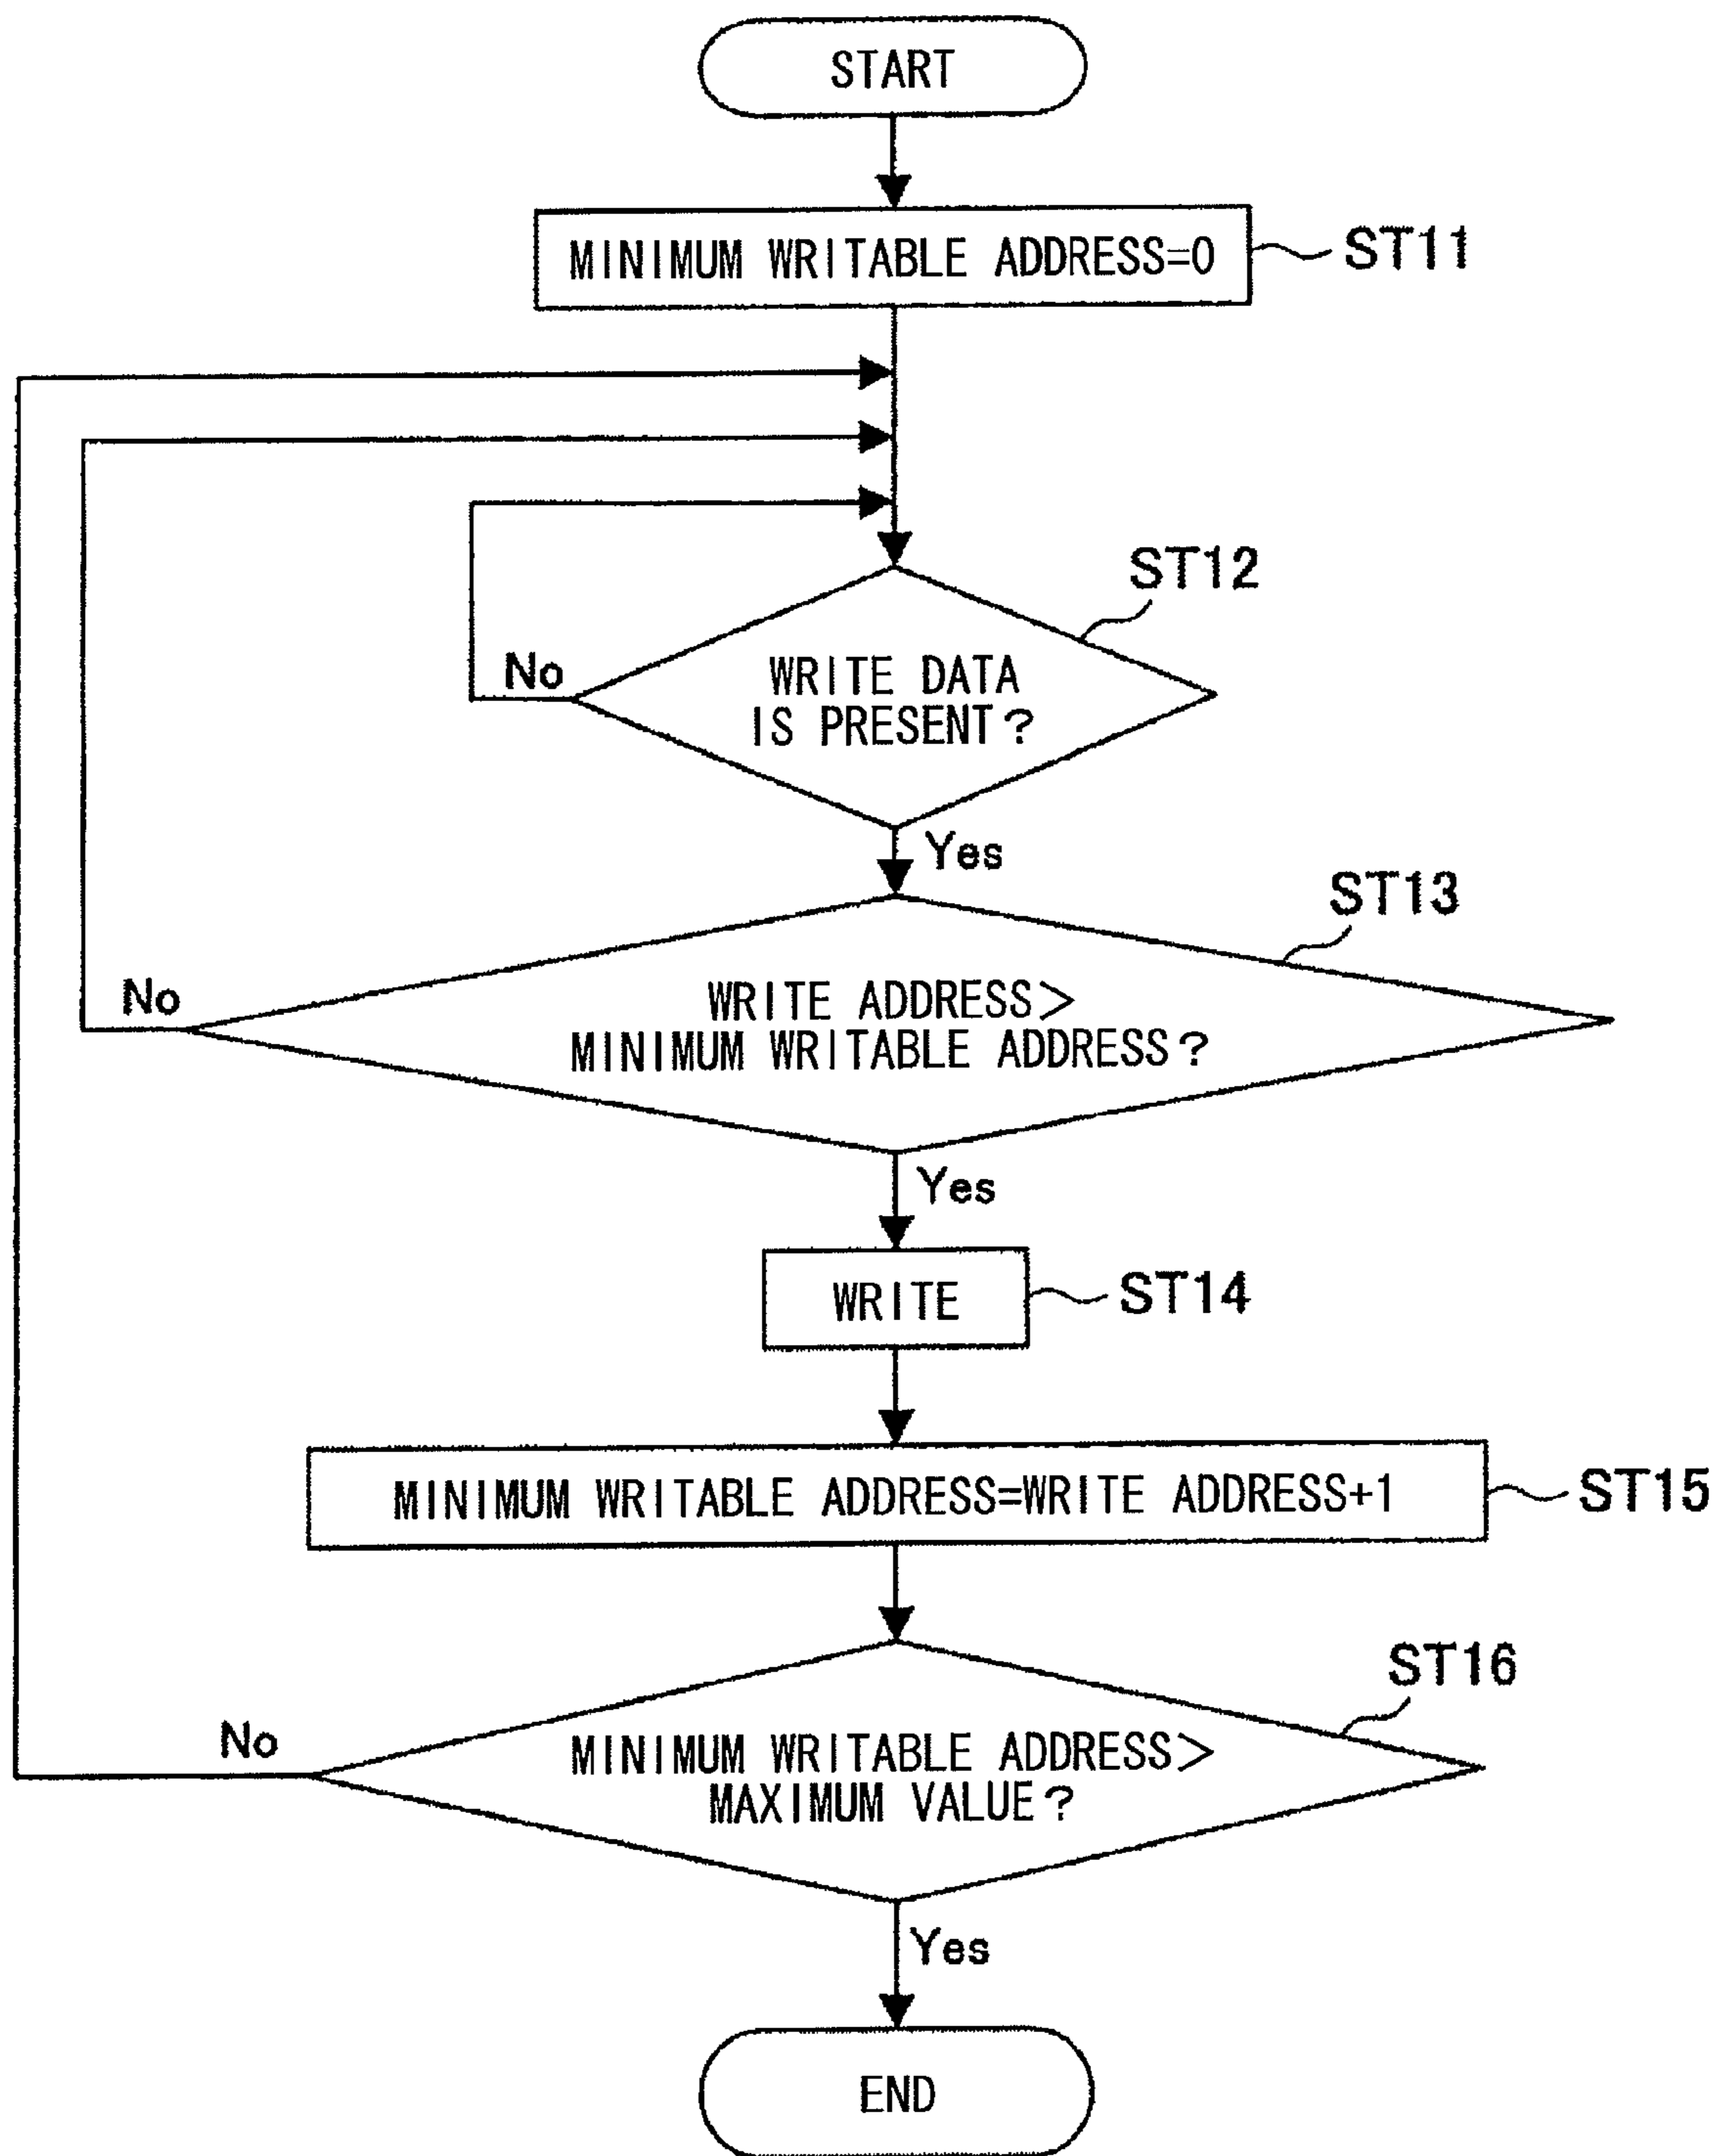 START
MINIMUM WRITABLE ADDRESS=0
ST11
ST12
No
WRITE DATA
IS PRESENT?
Yes
ST13
No
WRITE ADDRESS>
MINIMUM WRITABLE ADDRESS?
Yes
WRITE
ST14
MINIMUM WRITABLE ADDRESS=WRITE ADDRESS+1
ST15
ST16
No
MINIMUM WRITABLE ADDRESS>
MAXIMUM VALUE?
Yes
END